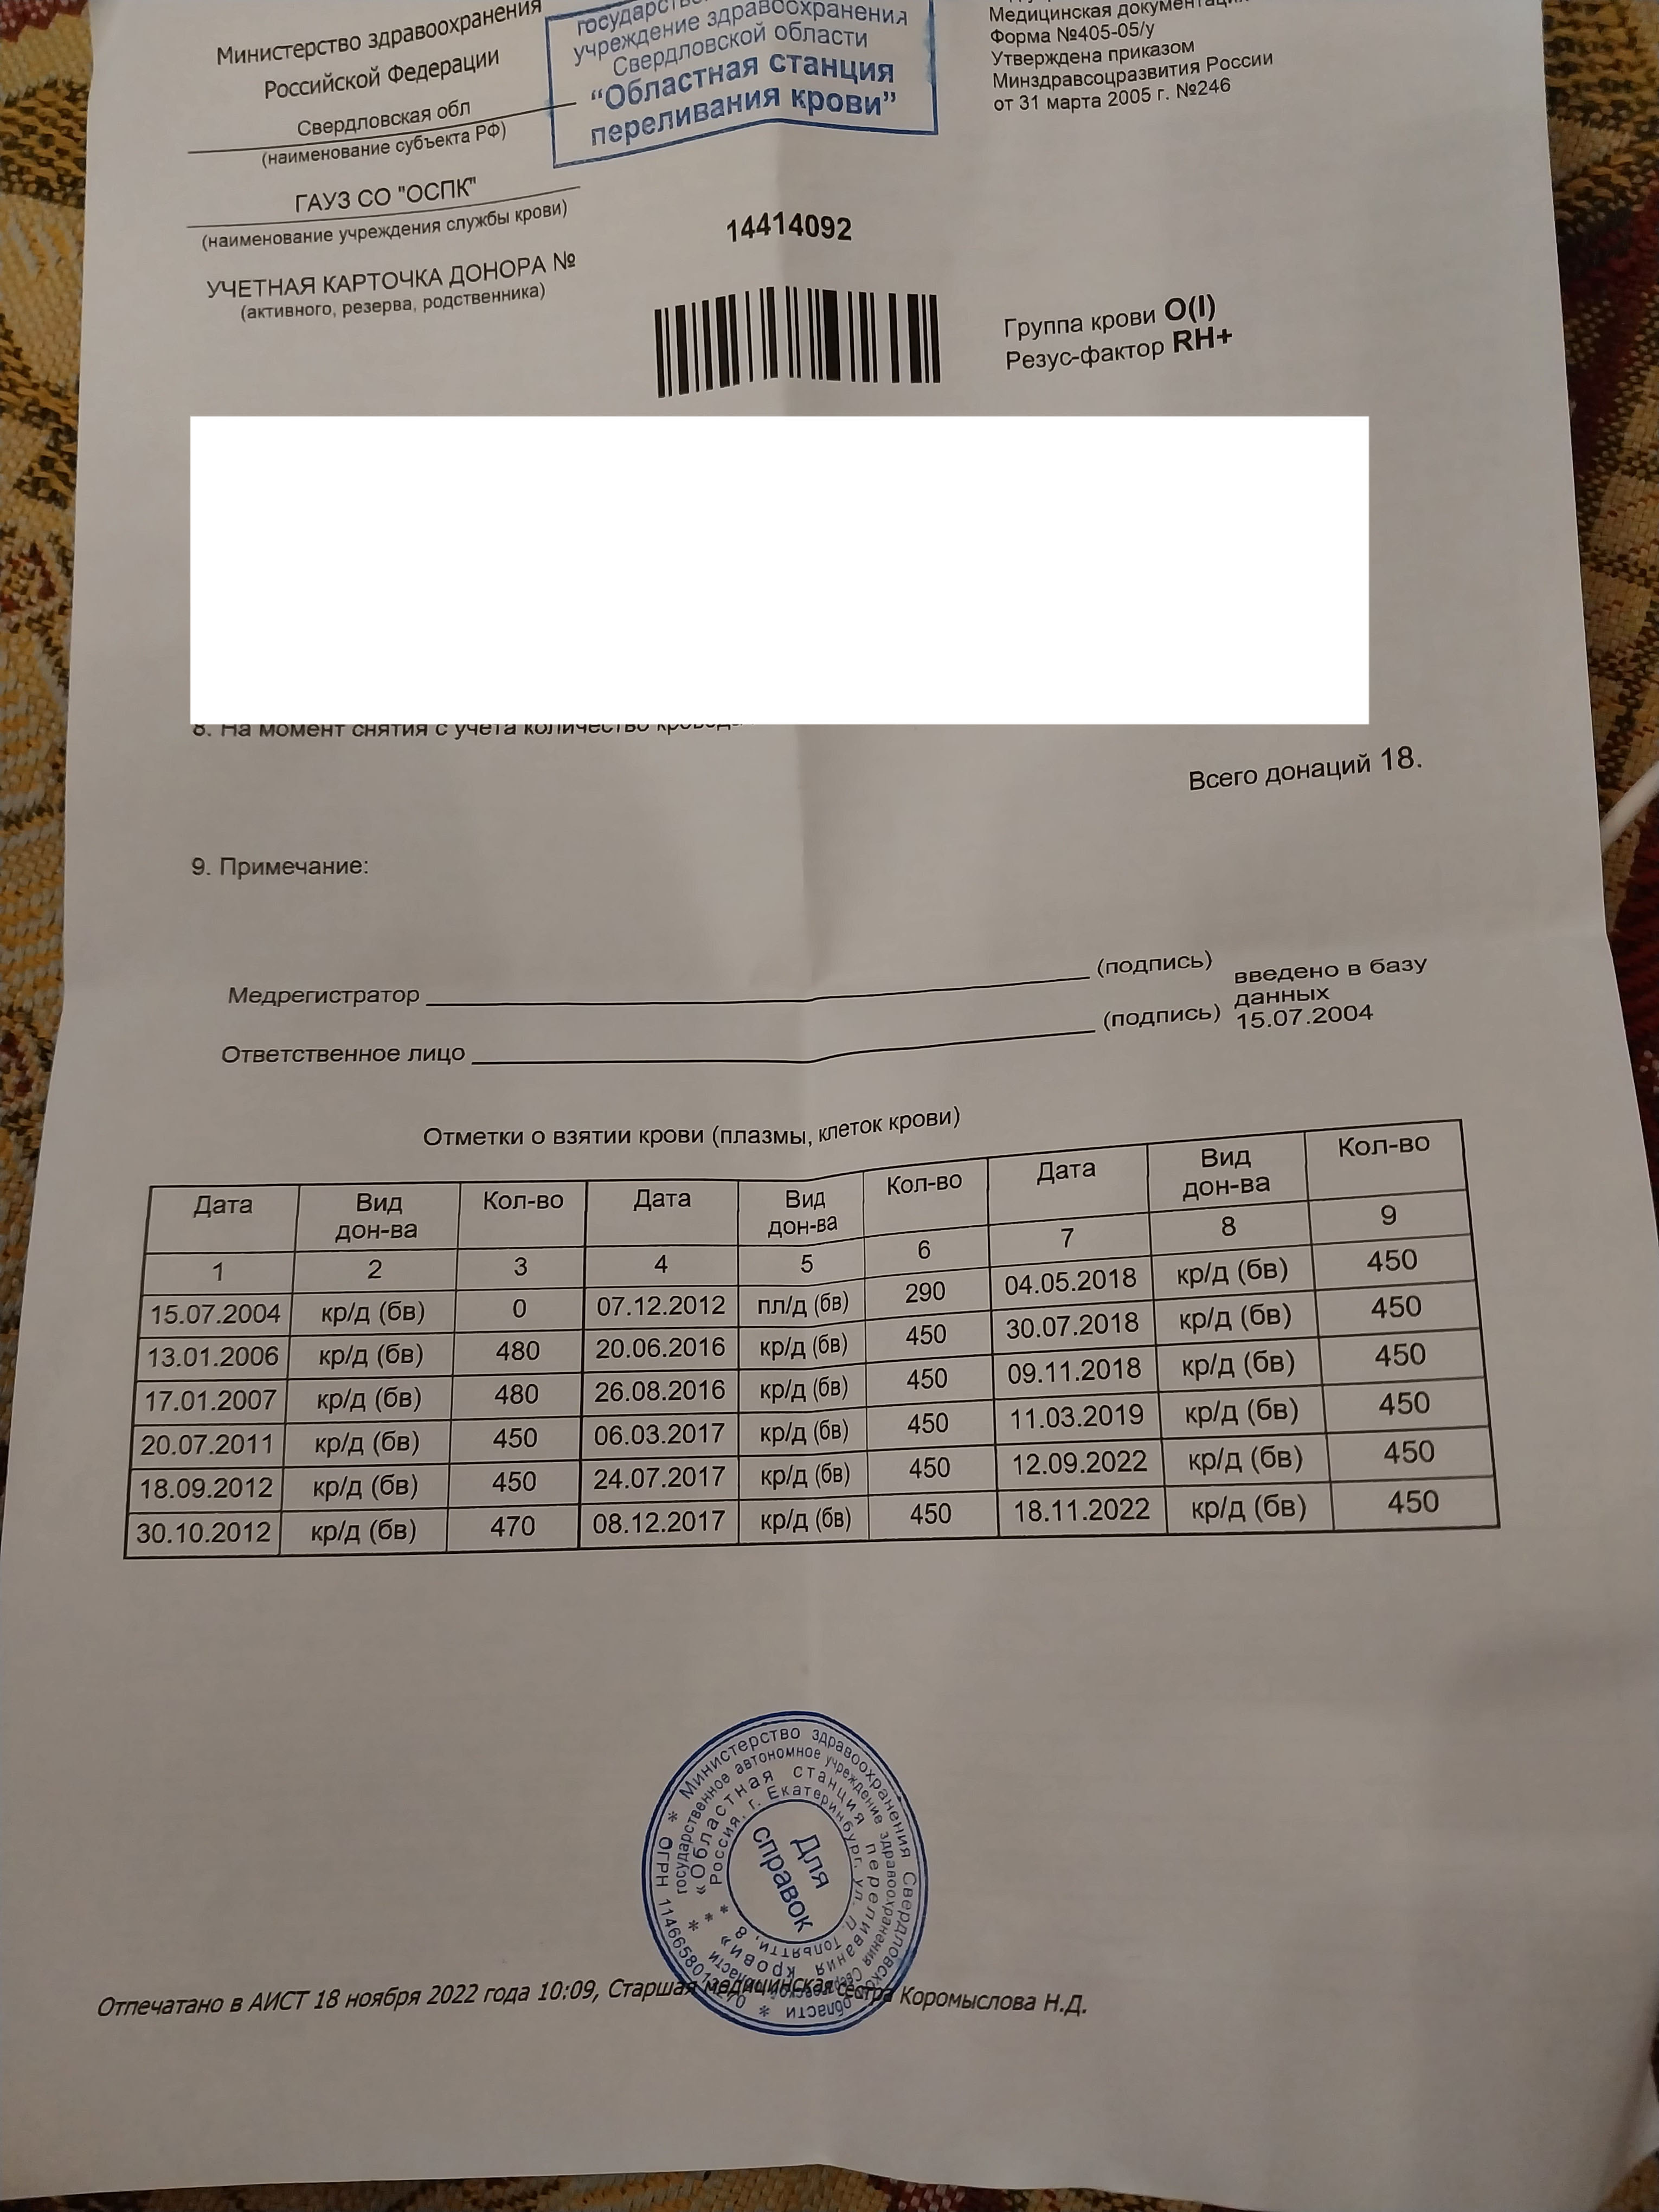 Министерство здравоохранения
Российской Федерации
Свердловская обл
(наименование субъекта РФ)
ГАУЗ СО "ОСПК"
(наименование учреждения службы крови)
УЧЕТНАЯ КАРТОЧКА ДОНОРА №
(активного, резерва, родственника)
учреждение здравоохранения
Свердловской области
“Областная станция
переливания крови”
Медицинская
Форма №405-05/у
Утверждена приказом
Минздравсоцразвития России
от 31 марта 2005 г. №246
14414092
Группа крови O(I)
Резус-фактор RH+
8. На момент снятия с учета количество
Всего донаций 18.
9. Примечание:
Медрегистратор (подпись)
Ответственное лицо (подпись)
введено в базу
данных
15.07.2004
Отметки о взятии крови (плазмы, клеток крови)
Дата Вид дон-ва Кол-во Дата Вид дон-ва Кол-во Дата Вид дон-ва Кол-во
1 2 3 4 5 6 7 8 9
15.07.2004 кр/д (бв) 0 07.12.2012 пл/д (бв) 290 04.05.2018 кр/д (бв) 450
13.01.2006 кр/д (бв) 480 20.06.2016 кр/д (бв) 450 30.07.2018 кр/д (бв) 450
17.01.2007 кр/д (бв) 480 26.08.2016 кр/д (бв) 450 09.11.2018 кр/д (бв) 450
20.07.2011 кр/д (бв) 450 06.03.2017 кр/д (бв) 450 11.03.2019 кр/д (бв) 450
18.09.2012 кр/д (бв) 450 24.07.2017 кр/д (бв) 450 12.09.2022 кр/д (бв) 450
30.10.2012 кр/д (бв) 470 08.12.2017 кр/д (бв) 450 18.11.2022 кр/д (бв) 450
* Министерство здравоохранения Свердловской области * ОГРН
государственное автономное учреждение здравоохранения Свердловской области
«Областная станция переливания крови» *
Россия, г. Екатеринбург, ул. П. Тольятти, 8 *
Для
справок
Отпечатано в АИСТ 18 ноября 2022 года 10:09, Старшая медицинская сестра Коромыслова Н.Д.